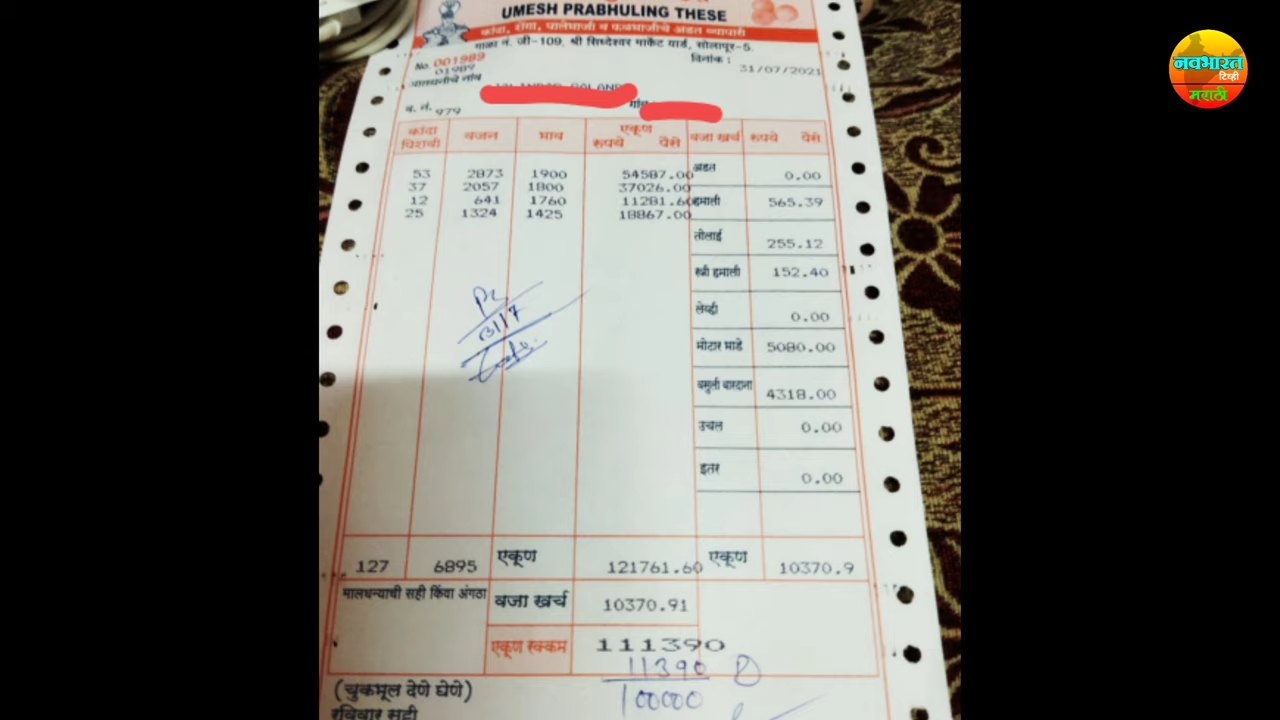 UMESH PRABHULING THESE
कांदा, शेंगा, पालेभाजी व फळभाजीचे अडत व्यापारी
गाळा नं. जी-109, श्री सिध्देश्वर मार्केट यार्ड, सोलापूर-5.
No. 001989
01989
दिनांक :
31/07/2021
मालधनीचे नांव
गांव
ब. नं. 979
कांदा पिशवी वजन भाव एकूण रुपये पैसे वजा खर्च रुपये पैसे
53 2873 1900 54587.00 अडत 0.00
37 2057 1800 37026.00
12 641 1760 11281.60 हमाली 565.39
25 1324 1425 18867.00
तोलाई 255.12
स्त्री हमाली 152.40
लेव्ही 0.00
मोटार भाडे 5080.00
वसुली बारदाना 4318.00
उचल 0.00
इतर 0.00
127 6895 एकूण 121761.60 एकूण 10370.9
मालधन्याची सही किंवा अंगठा वजा खर्च 10370.91
एकूण रक्कम 111390
11390
100000
(चुकभूल देणे घेणे)
रविवार सुट्टी
नवभारत
टिव्ही
मराठी